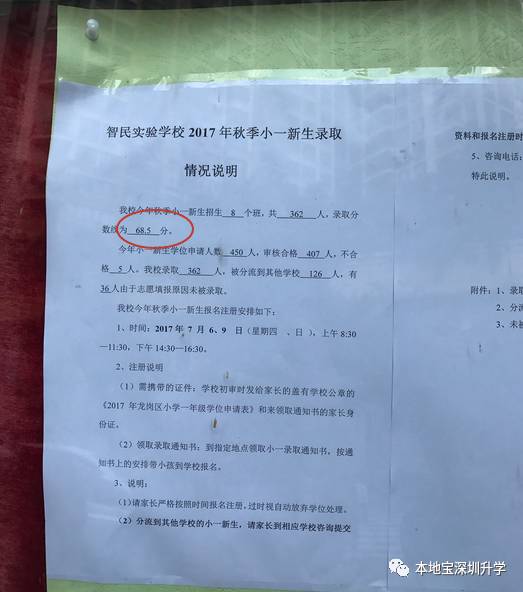 智民实验学校 2017 年秋季小一新生录取
情况说明
我校今年秋季小一新生招生 8 个班，共 362 人，录取分
数线为 68.5 分。
今年小一新生学位申请人数 450 人，审核合格 407 人，不合
格 5 人。我校录取 362 人，被分流到其他学校 126 人，有
36人由于志愿填报原因未被录取。
我校今年秋季小一新生报名注册安排如下：
1、时间：2017 年 7 月 6、9 日（星期四 、日），上午 8:30
—11:30，下午 14:30—16:30。
2、注册说明
（1）需携带的证件：学校初审时发给家长的盖有学校公章的
《2017 年龙岗区小学一年级学位申请表》和来领取通知书的家长身
份证。
（2）领取录取通知书：到指定地点领取小一录取通知书，按通
知书上的安排带小孩到学校报名。
3、说明：
（1)请家长严格按照时间报名注册，过时视自动放弃学位处理。
（2）分流到其他学校的小一新生，请家长到相应学校咨询提交
资料和报名注册时
5、咨询电话：
特此说明。
附件：1、录取
2、分流
3、未被
本地宝深圳升学